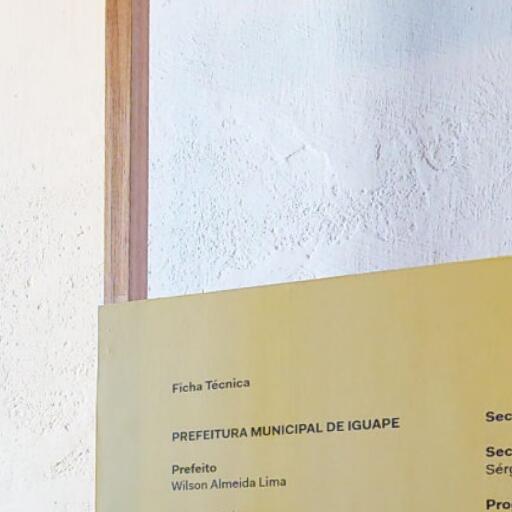 Ficha Técnica
PREFEITURA MUNICIPAL DE IGUAPE
Prefeito
Wilson Almeida Lima